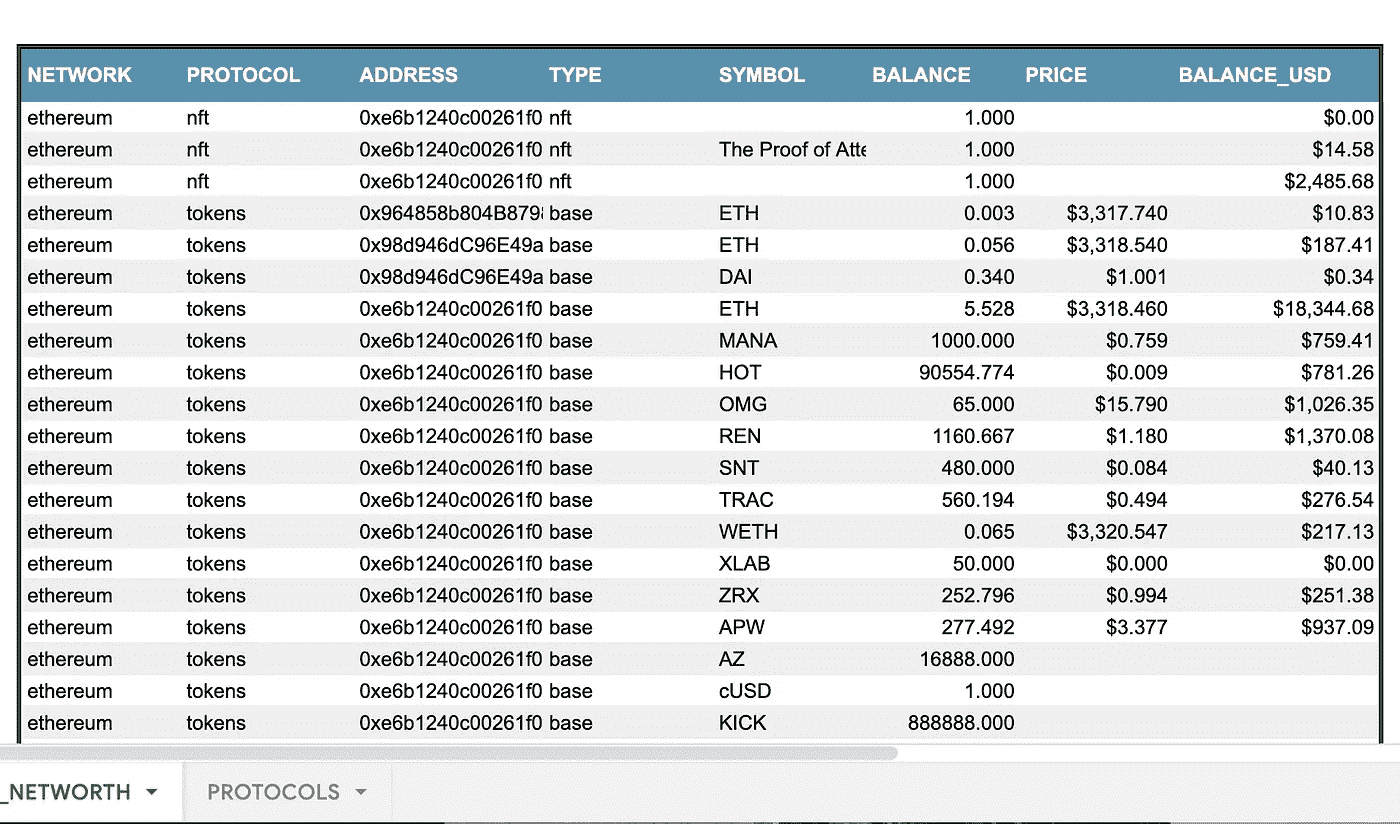 NETWORK PROTOCOL ADDRESS TYPE SYMBOL BALANCE PRICE BALANCE_USD
ethereum nft 0xe6b1240c00261f0 nft 1.000 $0.00
ethereum nft 0xe6b1240c00261f0 nft The Proof of Atte 1.000 $14.58
ethereum nft 0xe6b1240c00261f0 nft 1.000 $2,485.68
ethereum tokens 0x964858b804B879 base ETH 0.003 $3,317.740 $10.83
ethereum tokens 0x98d946dC96E49a base ETH 0.056 $3,318.540 $187.41
ethereum tokens 0x98d946dC96E49a base DAI 0.340 $1.001 $0.34
ethereum tokens 0xe6b1240c00261f0 base ETH 5.528 $3,318.460 $18,344.68
ethereum tokens 0xe6b1240c00261f0 base MANA 1000.000 $0.759 $759.41
ethereum tokens 0xe6b1240c00261f0 base HOT 90554.774 $0.009 $781.26
ethereum tokens 0xe6b1240c00261f0 base OMG 65.000 $15.790 $1,026.35
ethereum tokens 0xe6b1240c00261f0 base REN 1160.667 $1.180 $1,370.08
ethereum tokens 0xe6b1240c00261f0 base SNT 480.000 $0.084 $40.13
ethereum tokens 0xe6b1240c00261f0 base TRAC 560.194 $0.494 $276.54
ethereum tokens 0xe6b1240c00261f0 base WETH 0.065 $3,320.547 $217.13
ethereum tokens 0xe6b1240c00261f0 base XLAB 50.000 $0.000 $0.00
ethereum tokens 0xe6b1240c00261f0 base ZRX 252.796 $0.994 $251.38
ethereum tokens 0xe6b1240c00261f0 base APW 277.492 $3.377 $937.09
ethereum tokens 0xe6b1240c00261f0 base AZ 16888.000
ethereum tokens 0xe6b1240c00261f0 base cUSD 1.000
ethereum tokens 0xe6b1240c00261f0 base KICK 888888.000
_NETWORTH PROTOCOLS